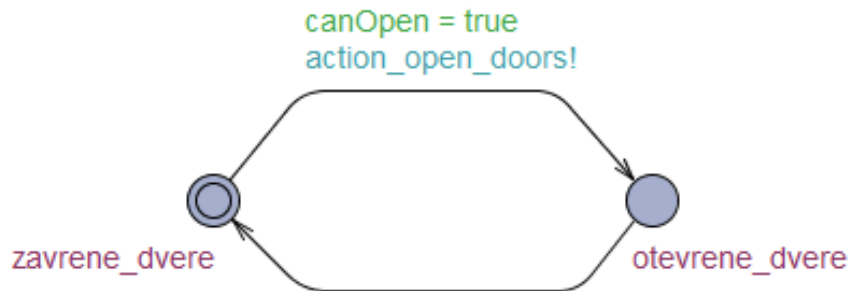 canOpen = true
action_open_doors!
zavrene_dvere
otevrene_dvere